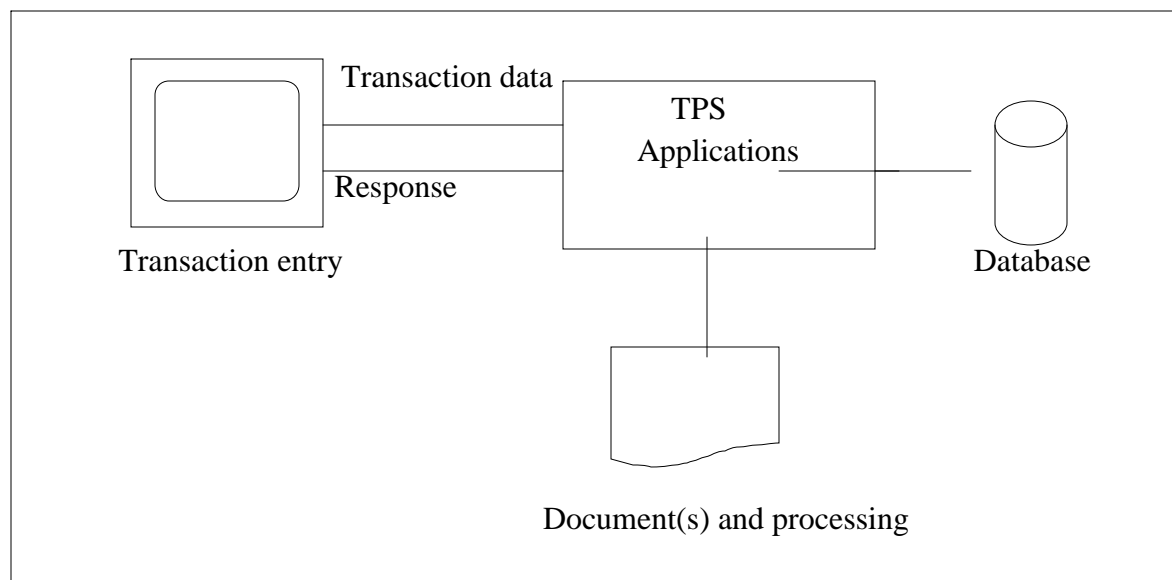 Transaction data
TPS
Applications
Response
Transaction entry
Database
Document(s) and processing